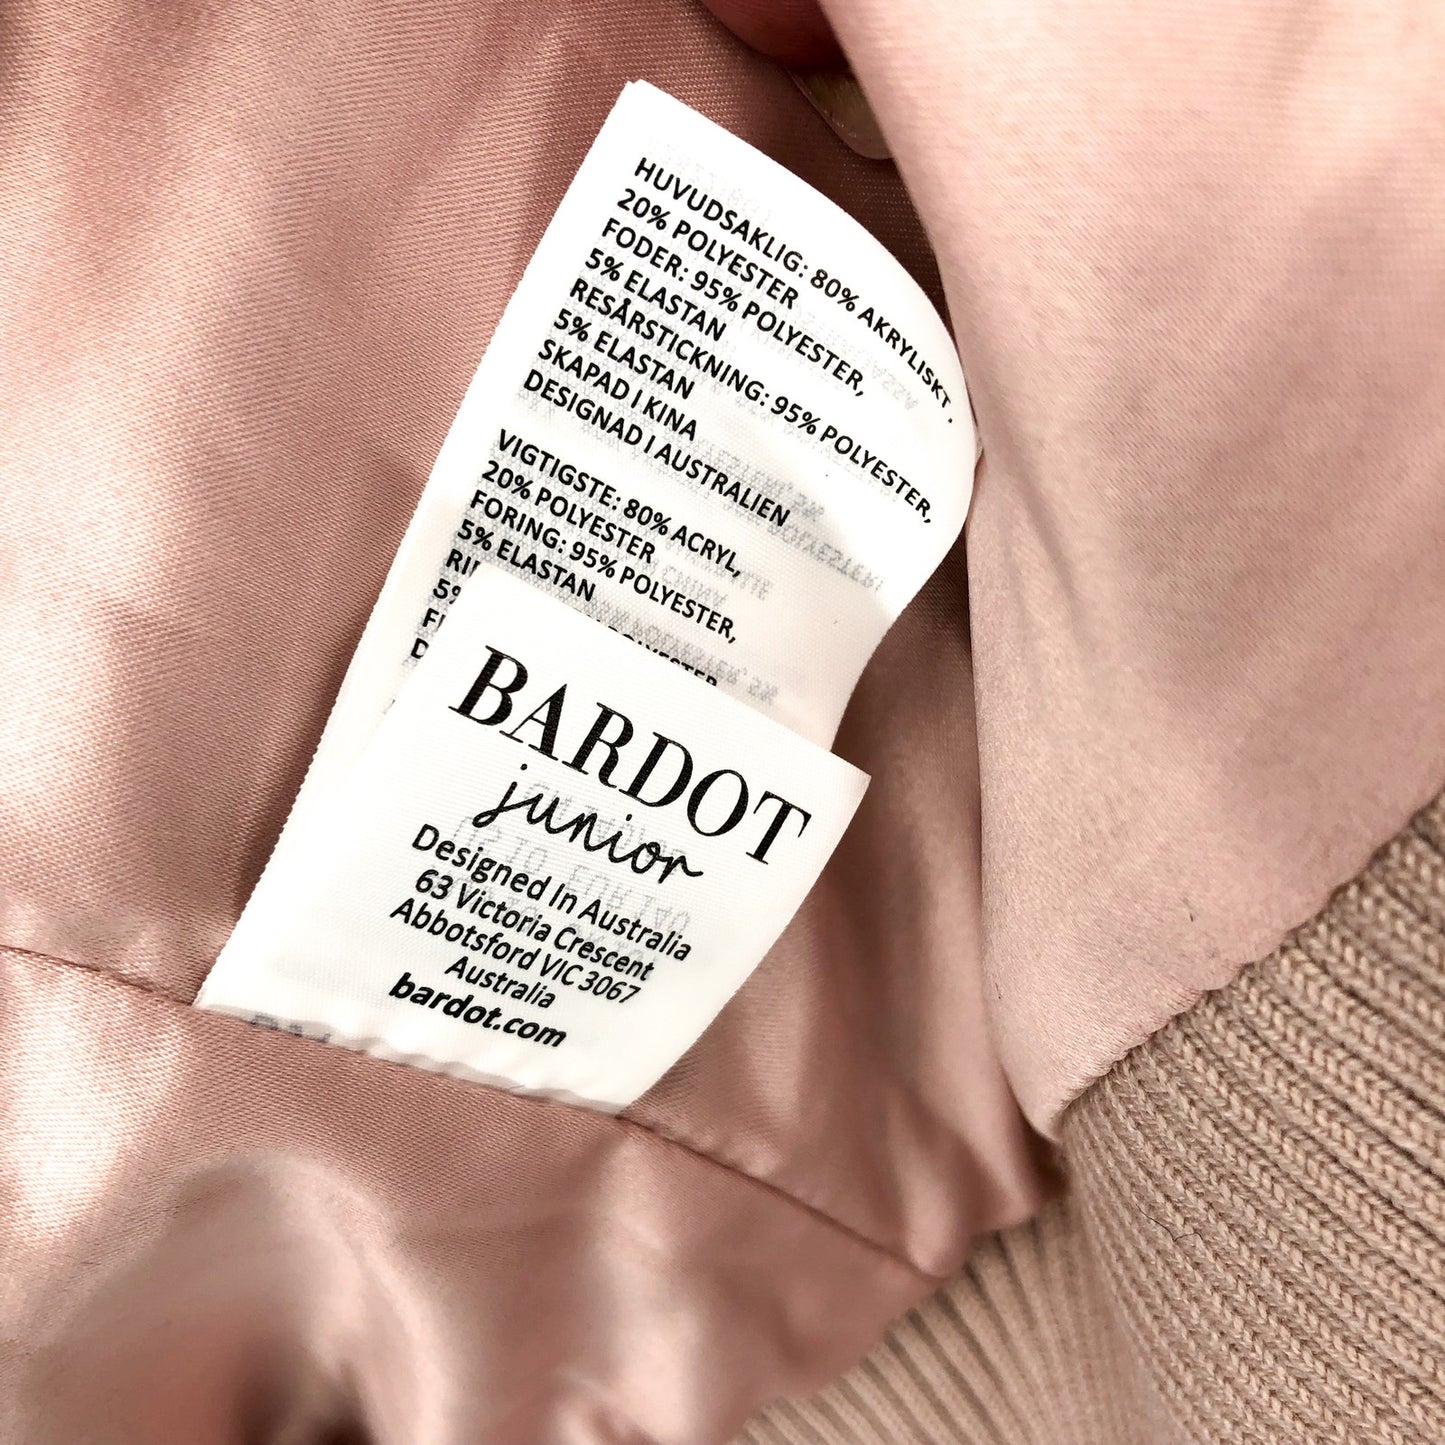 HUVUDSAKLIG: 80% AKRYLISKT,
20% POLYESTER
FODER: 95% POLYESTER,
5% ELASTAN
RESÅRSTICKNING: 95% POLYESTER,
5% ELASTAN
SKAPAD I KINA
DESIGNAD I AUSTRALIEN
VIGTIGSTE: 80% ACRYL,
20% POLYESTER
FORING: 95% POLYESTER,
5% ELASTAN
BARDOT
junior
Designed In Australia
63 Victoria Crescent
Abbotsford VIC 3067
Australia
bardot.com